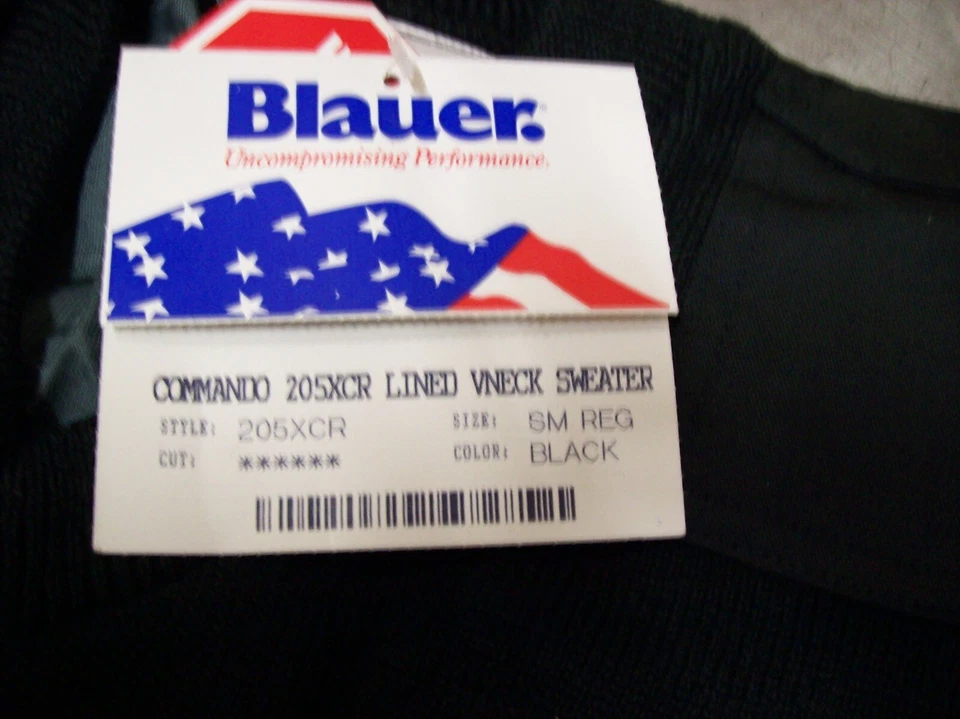 Blauer.
Uncompromising Performance.
COMMANDO 205XCR LINED VNECK SWEATER
STYLE: 205XCR SIZE: SM REG
CUT: ****** COLOR: BLACK